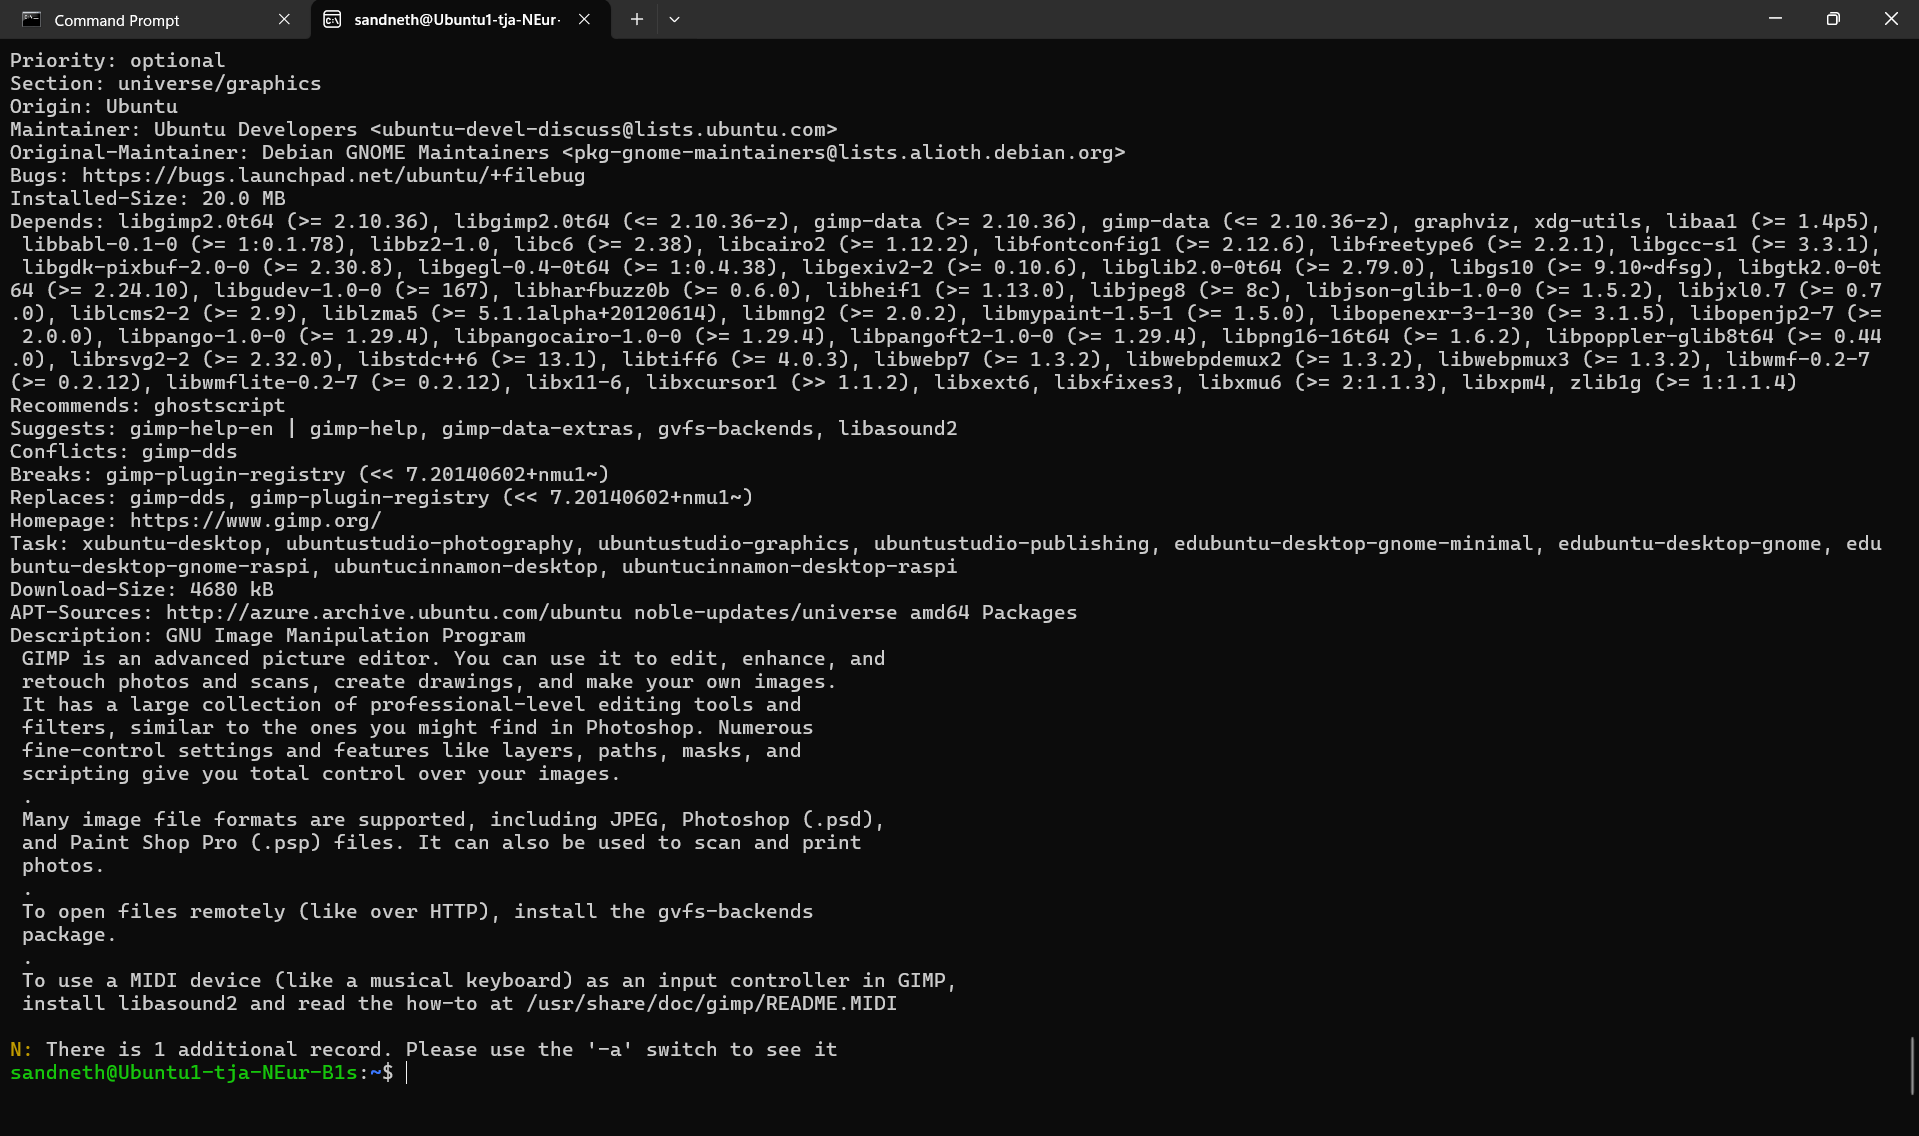 Command Prompt
sandneth@Ubuntu1-tja-NEur-
Priority: optional
Section: universe/graphics
Origin: Ubuntu
Maintainer: Ubuntu Developers <ubuntu-devel-discuss@lists.ubuntu.com>
Original-Maintainer: Debian GNOME Maintainers <pkg-gnome-maintainers@lists.alioth.debian.org>
Bugs: https://bugs.launchpad.net/ubuntu/+filebug
Installed-Size: 20.0 MB
Depends: libgimp2.0t64 (>= 2.10.36), libgimp2.0t64 (<= 2.10.36-z), gimp-data (>= 2.10.36), gimp-data (<= 2.10.36-z), graphviz, xdg-utils, libaa1 (>= 1.4p5),
 libbabl-0.1-0 (>= 1:0.1.78), libbz2-1.0, libc6 (>= 2.38), libcairo2 (>= 1.12.2), libfontconfig1 (>= 2.12.6), libfreetype6 (>= 2.2.1), libgcc-s1 (>= 3.3.1),
 libgdk-pixbuf-2.0-0 (>= 2.30.8), libgegl-0.4-0t64 (>= 1:0.4.38), libgexiv2-2 (>= 0.10.6), libglib2.0-0t64 (>= 2.79.0), libgs10 (>= 9.10~dfsg), libgtk2.0-0t
64 (>= 2.24.10), libgudev-1.0-0 (>= 167), libharfbuzz0b (>= 0.6.0), libheif1 (>= 1.13.0), libjpeg8 (>= 8c), libjson-glib-1.0-0 (>= 1.5.2), libjxl0.7 (>= 0.7
.0), liblcms2-2 (>= 2.9), liblzma5 (>= 5.1.1alpha+20120614), libmng2 (>= 2.0.2), libmypaint-1.5-1 (>= 1.5.0), libopenexr-3-1-30 (>= 3.1.5), libopenjp2-7 (>=
 2.0.0), libpango-1.0-0 (>= 1.29.4), libpangocairo-1.0-0 (>= 1.29.4), libpangoft2-1.0-0 (>= 1.29.4), libpng16-16t64 (>= 1.6.2), libpoppler-glib8t64 (>= 0.44
.0), librsvg2-2 (>= 2.32.0), libstdc++6 (>= 13.1), libtiff6 (>= 4.0.3), libwebp7 (>= 1.3.2), libwebpdemux2 (>= 1.3.2), libwebpmux3 (>= 1.3.2), libwmf-0.2-7
(>= 0.2.12), libwmflite-0.2-7 (>= 0.2.12), libx11-6, libxcursor1 (>> 1.1.2), libxext6, libxfixes3, libxmu6 (>= 2:1.1.3), libxpm4, zlib1g (>= 1:1.1.4)
Recommends: ghostscript
Suggests: gimp-help-en | gimp-help, gimp-data-extras, gvfs-backends, libasound2
Conflicts: gimp-dds
Breaks: gimp-plugin-registry (<< 7.20140602+nmu1~)
Replaces: gimp-dds, gimp-plugin-registry (<< 7.20140602+nmu1~)
Homepage: https://www.gimp.org/
Task: xubuntu-desktop, ubuntustudio-photography, ubuntustudio-graphics, ubuntustudio-publishing, edubuntu-desktop-gnome-minimal, edubuntu-desktop-gnome, edu
buntu-desktop-gnome-raspi, ubuntucinnamon-desktop, ubuntucinnamon-desktop-raspi
Download-Size: 4680 kB
APT-Sources: http://azure.archive.ubuntu.com/ubuntu noble-updates/universe amd64 Packages
Description: GNU Image Manipulation Program
 GIMP is an advanced picture editor. You can use it to edit, enhance, and
 retouch photos and scans, create drawings, and make your own images.
 It has a large collection of professional-level editing tools and
 filters, similar to the ones you might find in Photoshop. Numerous
 fine-control settings and features like layers, paths, masks, and
 scripting give you total control over your images.
 .
 Many image file formats are supported, including JPEG, Photoshop (.psd),
 and Paint Shop Pro (.psp) files. It can also be used to scan and print
 photos.
 .
 To open files remotely (like over HTTP), install the gvfs-backends
 package.
 .
 To use a MIDI device (like a musical keyboard) as an input controller in GIMP,
 install libasound2 and read the how-to at /usr/share/doc/gimp/README.MIDI

N: There is 1 additional record. Please use the '-a' switch to see it
sandneth@Ubuntu1-tja-NEur-B1s:~$